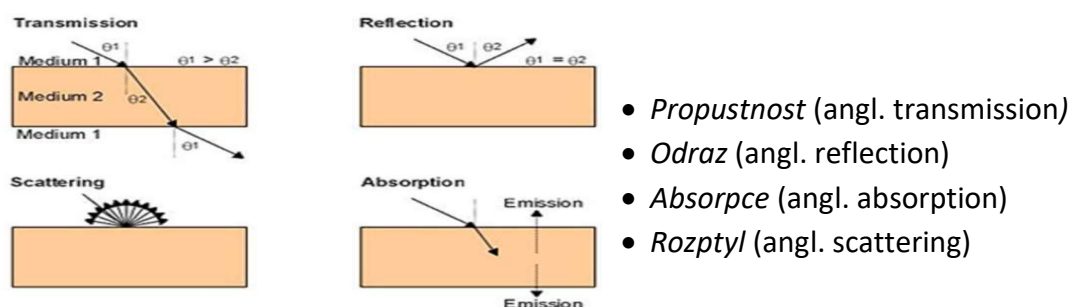 Transmission
θ1
Medium 1
θ1 > θ2
Medium 2
θ2
Medium 1
θ1
Reflection
θ1 θ2
θ1 = θ2
Scattering
Absorption
Emission
Emission
• Propustnost (angl. transmission)
• Odraz (angl. reflection)
• Absorpce (angl. absorption)
• Rozptyl (angl. scattering)